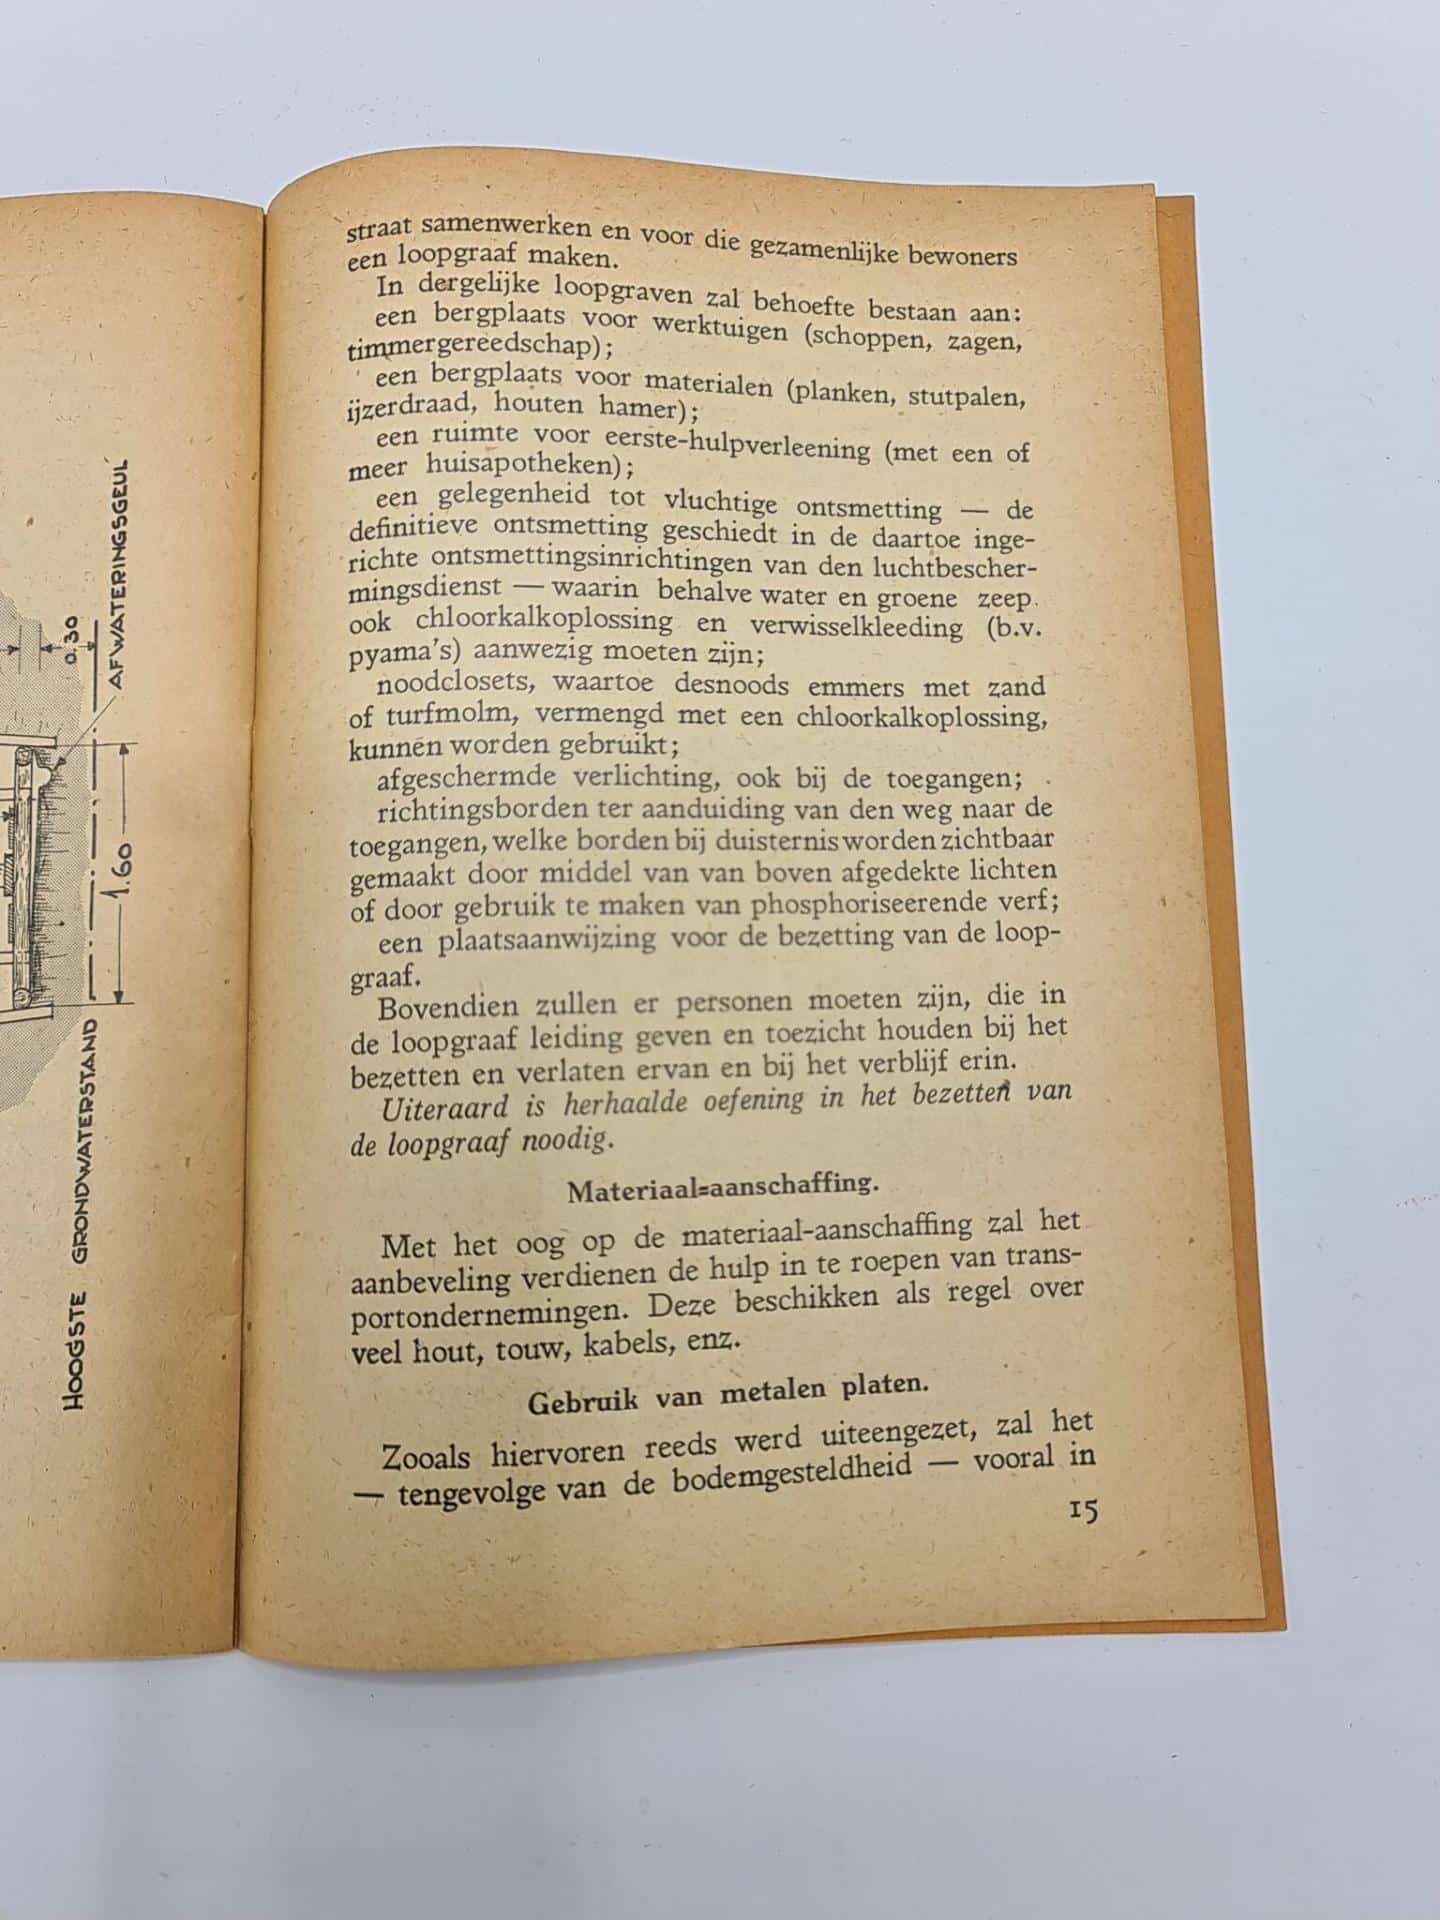 AFWATERINGSGEUL
0.30
1.60
HOOGSTE GRONDWATERSTAND
straat samenwerken en voor die gezamenlijke bewoners
een loopgraaf maken.
In dergelijke loopgraven zal behoefte bestaan aan:
een bergplaats voor werktuigen (schoppen, zagen,
timmergereedschap);
een bergplaats voor materialen (planken, stutpalen,
ijzerdraad, houten hamer);
een ruimte voor eerste-hulpverleening (met een of
meer huisapotheken);
een gelegenheid tot vluchtige ontsmetting — de
definitieve ontsmetting geschiedt in de daartoe inge-
richte ontsmettingsinrichtingen van den luchtbescher-
mingsdienst — waarin behalve water en groene zeep
ook chloorkalkoplossing en verwisselkleeding (b.v.
pyama's) aanwezig moeten zijn;
noodclosets, waartoe desnoods emmers met zand
of turfmolm, vermengd met een chloorkalkoplossing,
kunnen worden gebruikt;
afgeschermde verlichting, ook bij de toegangen;
richtingsborden ter aanduiding van den weg naar de
toegangen, welke borden bij duisternis worden zichtbaar
gemaakt door middel van van boven afgedekte lichten
of door gebruik te maken van phosphoriseerende verf;
een plaatsaanwijzing voor de bezetting van de loop-
graaf.
Bovendien zullen er personen moeten zijn, die in
de loopgraaf leiding geven en toezicht houden bij het
bezetten en verlaten ervan en bij het verblijf erin.
Uiteraard is herhaalde oefening in het bezetten van
de loopgraaf noodig.
Materiaal=aanschaffing.
Met het oog op de materiaal-aanschaffing zal het
aanbeveling verdienen de hulp in te roepen van trans-
portondernemingen. Deze beschikken als regel over
veel hout, touw, kabels, enz.
Gebruik van metalen platen.
Zooals hiervoren reeds werd uiteengezet, zal het
— tengevolge van de bodemgesteldheid — vooral in
15